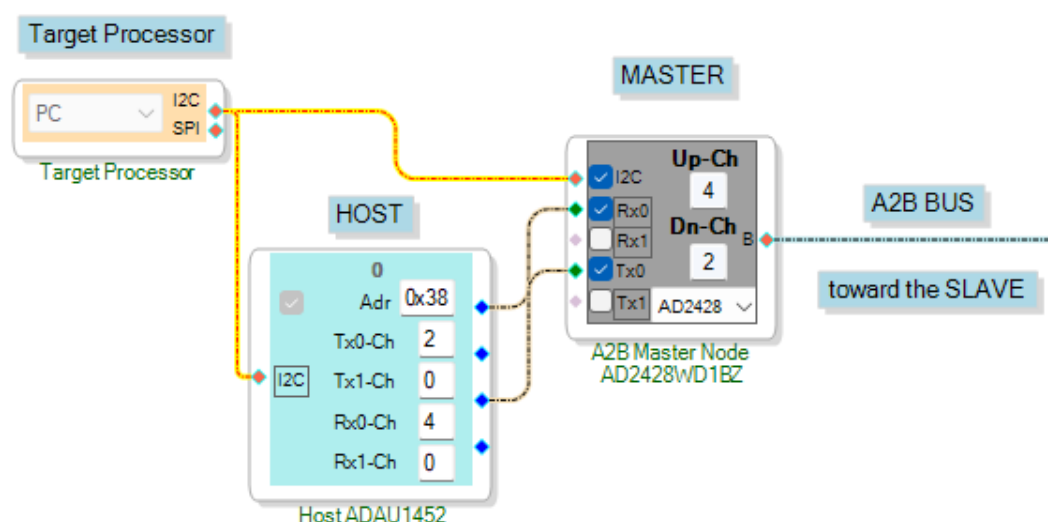 Target Processor
PC
I2C
SPI
Target Processor
HOST
0
Adr 0x38
Tx0-Ch 2
Tx1-Ch 0
I2C
Rx0-Ch 4
Rx1-Ch 0
Host ADAU1452
MASTER
I2C
Up-Ch
4
Rx0
Rx1
Dn-Ch
B
Tx0
2
Tx1
AD2428
A2B Master Node
AD2428WD1BZ
A2B BUS
toward the SLAVE